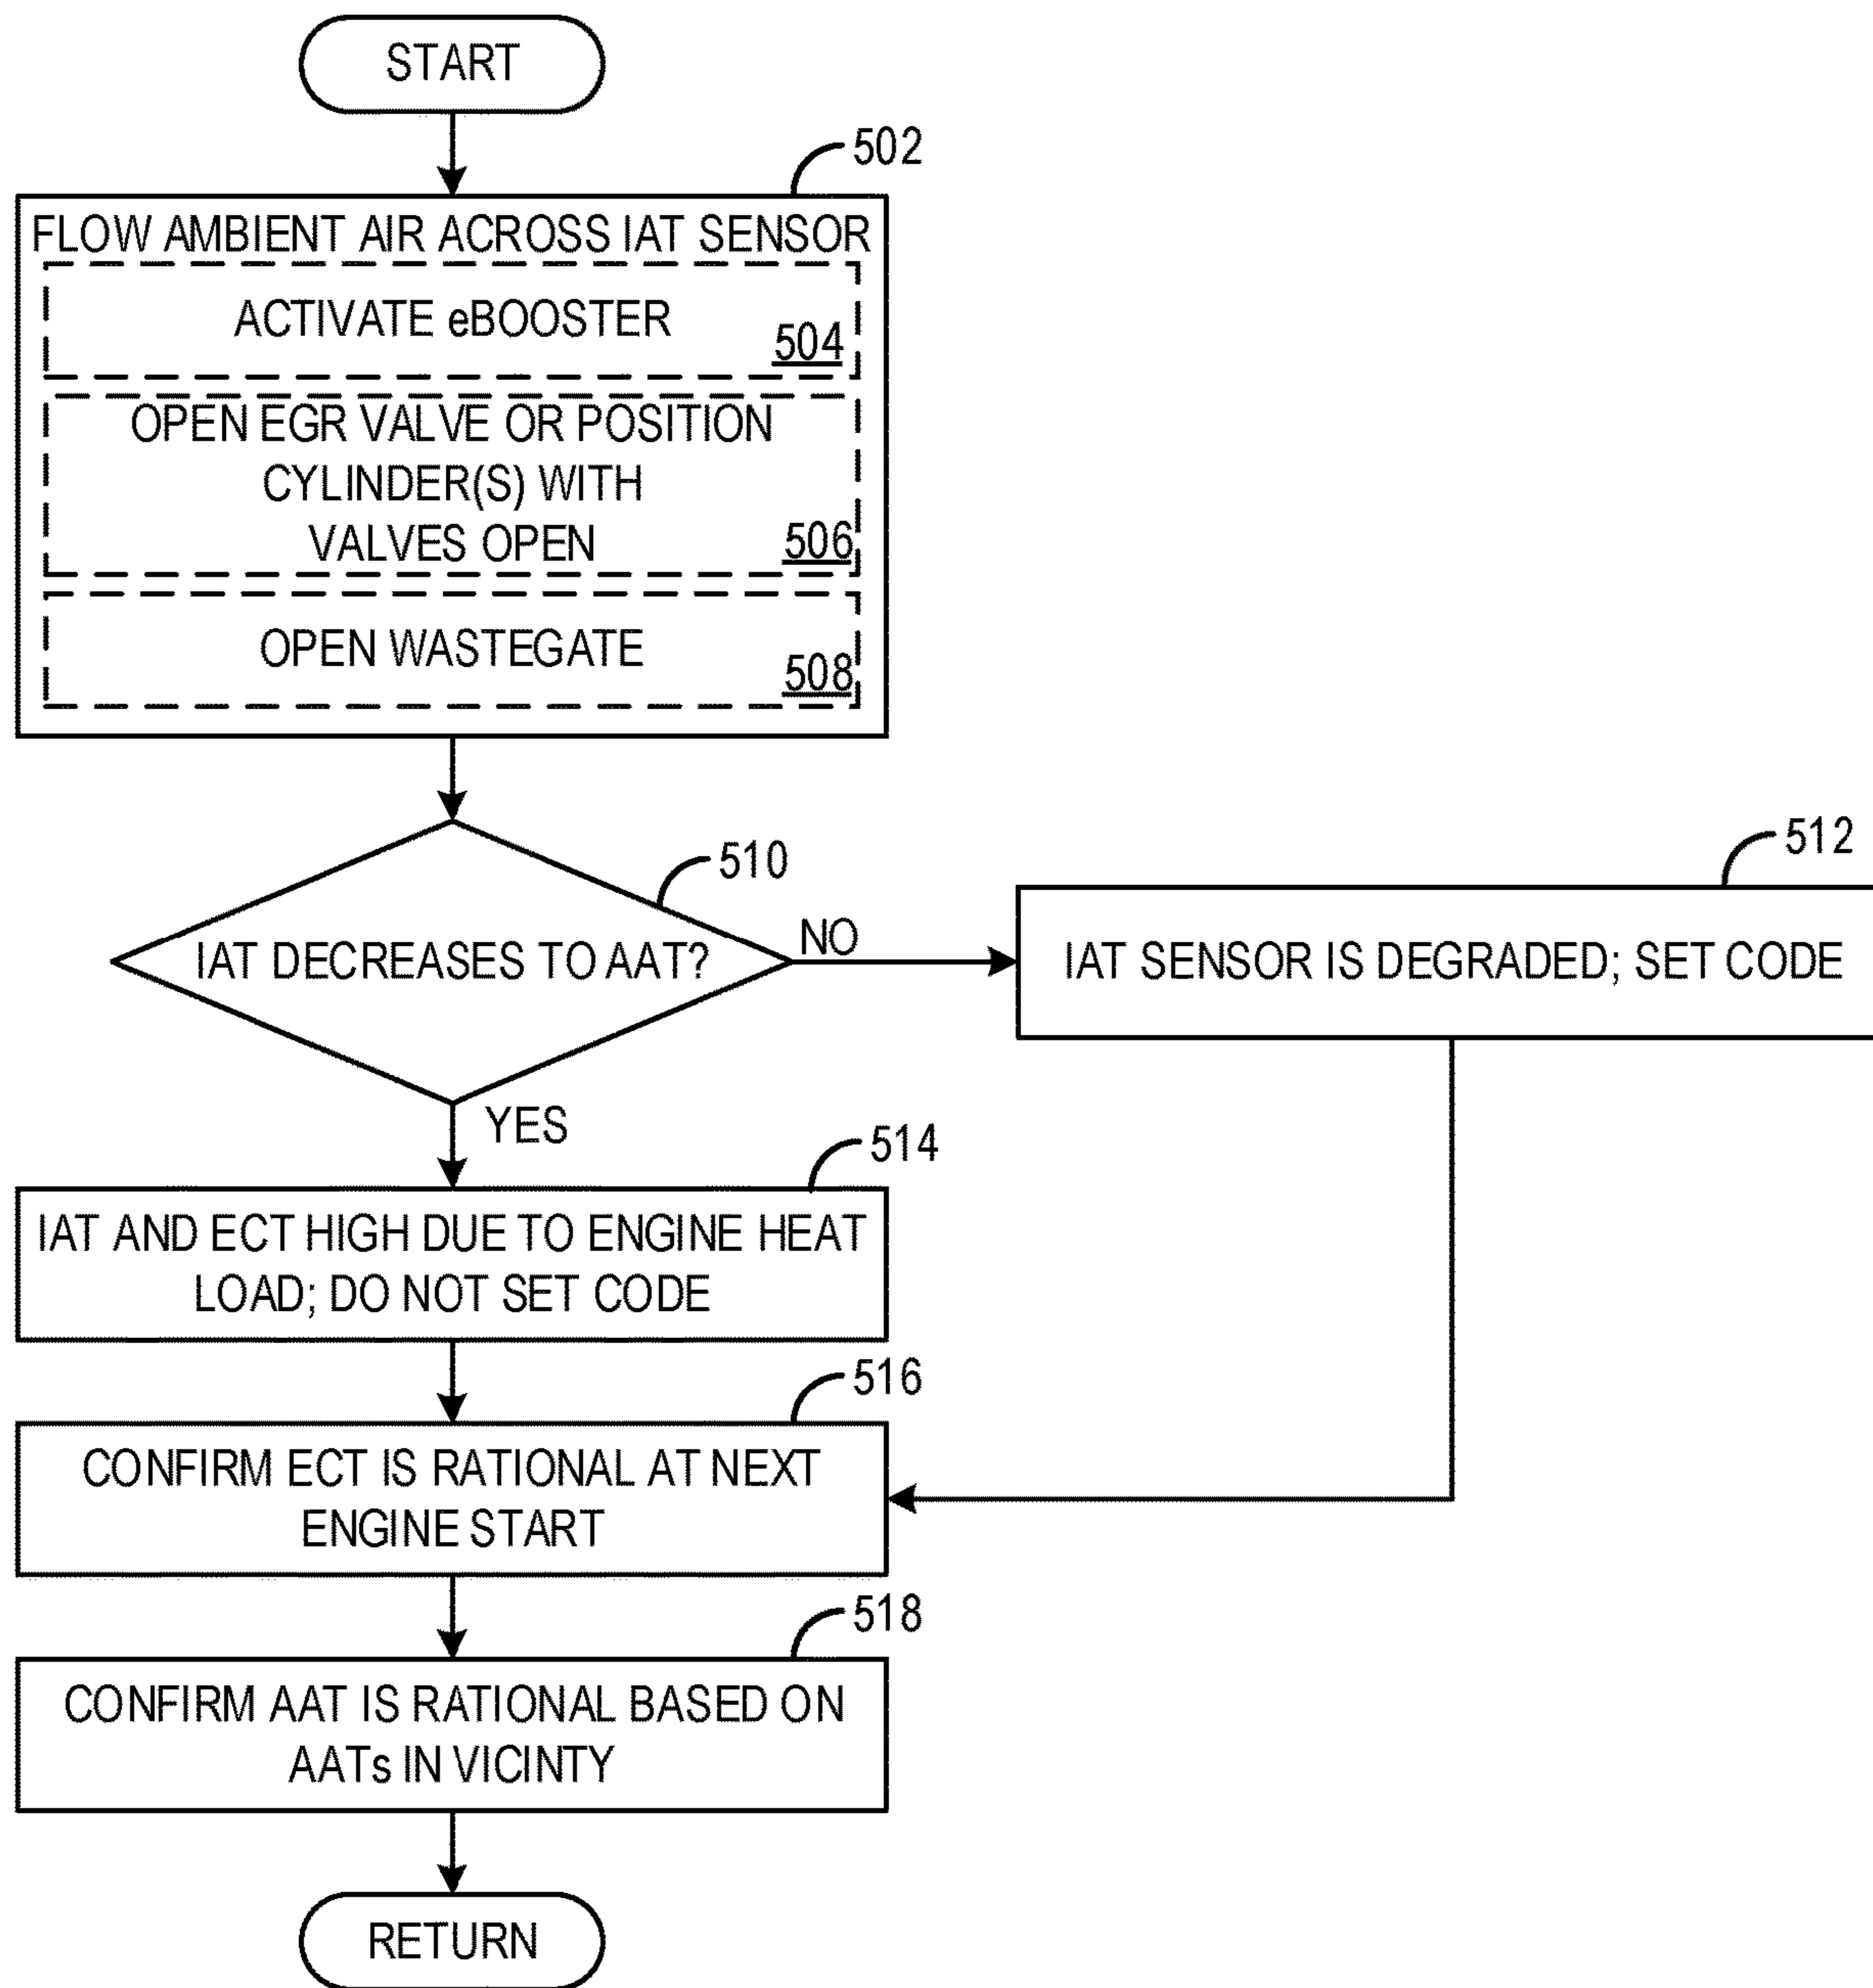 START
502
FLOW AMBIENT AIR ACROSS IAT SENSOR
ACTIVATE eBOOSTER
504
OPEN EGR VALVE OR POSITION
CYLINDER(S) WITH
VALVES OPEN
506
OPEN WASTEGATE
508
510
IAT DECREASES TO AAT?
NO
512
IAT SENSOR IS DEGRADED; SET CODE
YES
514
IAT AND ECT HIGH DUE TO ENGINE HEAT
LOAD; DO NOT SET CODE
516
CONFIRM ECT IS RATIONAL AT NEXT
ENGINE START
518
CONFIRM AAT IS RATIONAL BASED ON
AATs IN VICINTY
RETURN